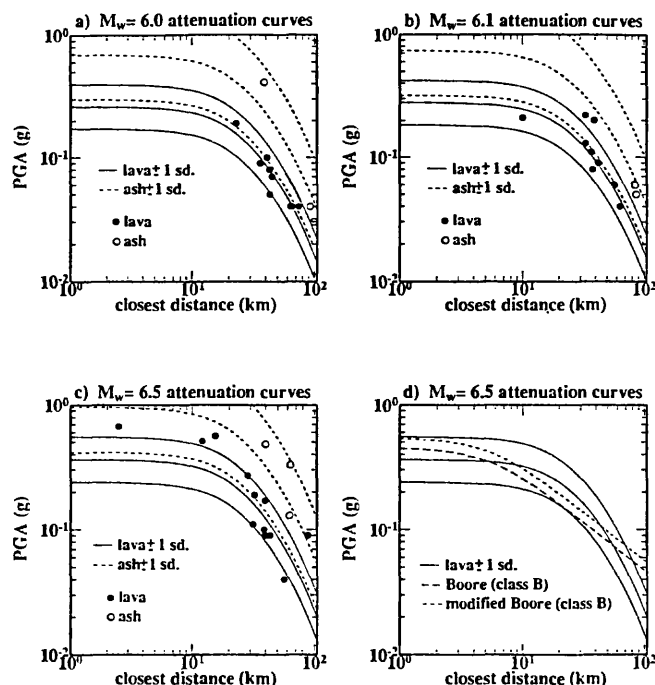 a) Mw= 6.0 attenuation curves
10⁰
10⁻¹
10⁻²
PGA (g)
lava± 1 sd.
ash±1 sd.
lava
ash
10⁰
10¹
10²
closest distance (km)
b) Mw= 6.1 attenuation curves
10⁰
10⁻¹
10⁻²
PGA (g)
lava± 1 sd.
ash±1 sd.
lava
ash
10⁰
10¹
10²
closest distance (km)
c) Mw= 6.5 attenuation curves
10⁰
10⁻¹
10⁻²
PGA (g)
lava± 1 sd.
ash±1 sd.
lava
ash
10⁰
10¹
10²
closest distance (km)
d) Mw= 6.5 attenuation curves
10⁰
10⁻¹
10⁻²
PGA (g)
lava± 1 sd.
Boore (class B)
modified Boore (class B)
10⁰
10¹
10²
closest distance (km)